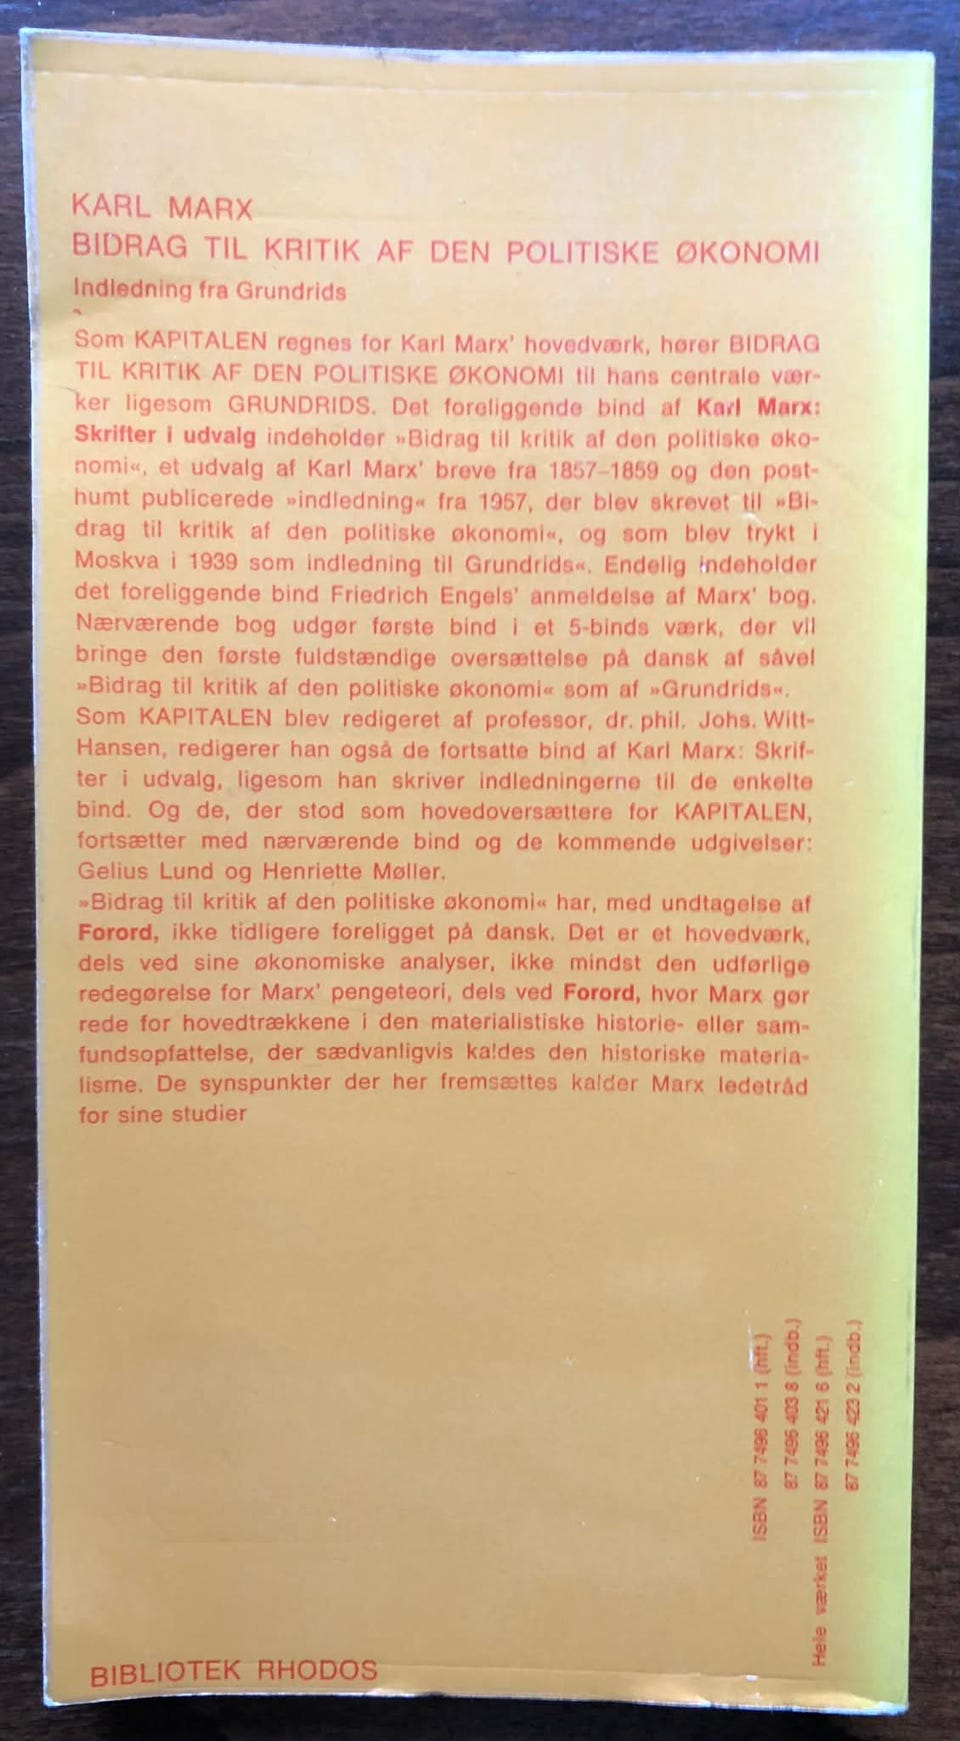 KARL MARX
BIDRAG TIL KRITIK AF DEN POLITISKE ØKONOMI
Indledning fra Grundrids
Som KAPITALEN regnes for Karl Marx' hovedværk, hører BIDRAG
TIL KRITIK AF DEN POLITISKE ØKONOMI til hans centrale vær-
ker ligesom GRUNDRIDS. Det foreliggende bind af Karl Marx:
Skrifter i udvalg indeholder »Bidrag til kritik af den politiske øko-
nomi«, et udvalg af Karl Marx' breve fra 1857-1859 og den post-
humt publicerede »indledning« fra 1957, der blev skrevet til »Bi-
drag til kritik af den politiske økonomi«, og som blev trykt i
Moskva i 1939 som indledning til Grundrids«. Endelig indeholder
det foreliggende bind Friedrich Engels' anmeldelse af Marx' bog.
Nærværende bog udgør første bind i et 5-binds værk, der vil
bringe den første fuldstændige oversættelse på dansk af såvel
»Bidrag til kritik af den politiske økonomi« som af »Grundrids«.
Som KAPITALEN blev redigeret af professor, dr. phil. Johs. Witt-
Hansen, redigerer han også de fortsatte bind af Karl Marx: Skrif-
ter i udvalg, ligesom han skriver indledningerne til de enkelte
bind. Og de, der stod som hovedoversættere for KAPITALEN,
fortsætter med nærværende bind og de kommende udgivelser:
Gelius Lund og Henriette Møller.
»Bidrag til kritik af den politiske økonomi« har, med undtagelse af
Forord, ikke tidligere foreligget på dansk. Det er et hovedværk,
dels ved sine økonomiske analyser, ikke mindst den udførlige
redegørelse for Marx' pengeteori, dels ved Forord, hvor Marx gør
rede for hovedtrækkene i den materialistiske historie- eller sam-
fundsopfattelse, der sædvanligvis kaldes den historiske materia-
lisme. De synspunkter der her fremsættes kalder Marx ledetråd
for sine studier
ISBN 87 7496 401 1 (hft.)
87 7496 403 8 (indb.)
Hele værket ISBN 87 7496 421 6 (hft.)
87 7496 423 2 (indb.)
BIBLIOTEK RHODOS